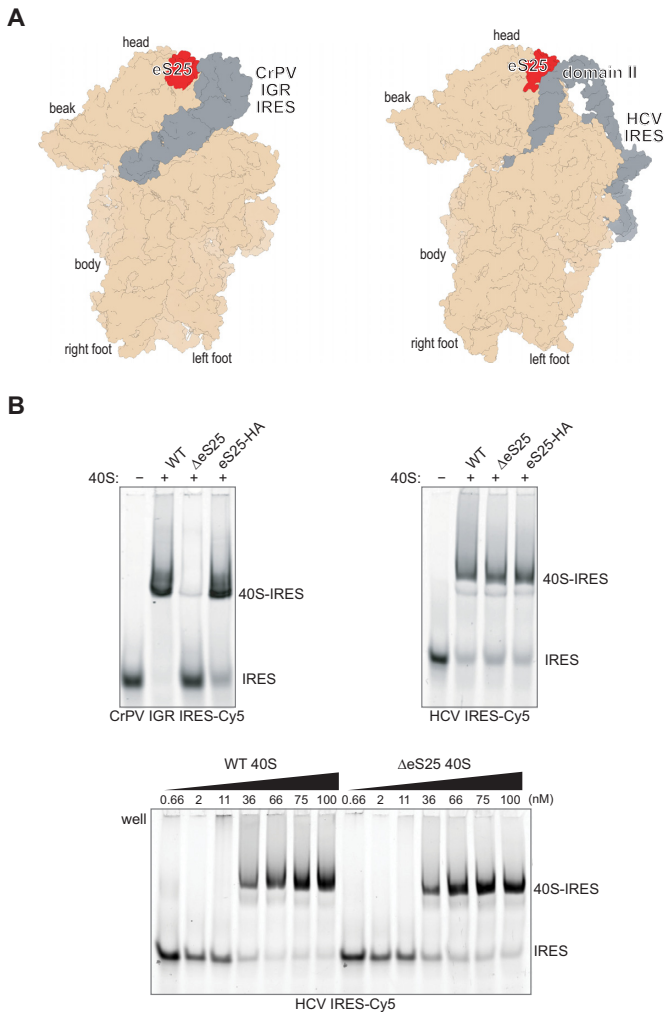 A
head
eS25
CrPV
IGR
IRES
beak
body
right foot
left foot
head
eS25
domain II
beak
HCV
IRES
body
right foot
left foot
B
WT
ΔeS25
eS25-HA
40S: – + + +
40S-IRES
IRES
CrPV IGR IRES-Cy5
WT
ΔeS25
eS25-HA
40S: – + + +
40S-IRES
IRES
HCV IRES-Cy5
WT 40S ΔeS25 40S
0.66 2 11 36 66 75 100 0.66 2 11 36 66 75 100 (nM)
well
40S-IRES
IRES
HCV IRES-Cy5